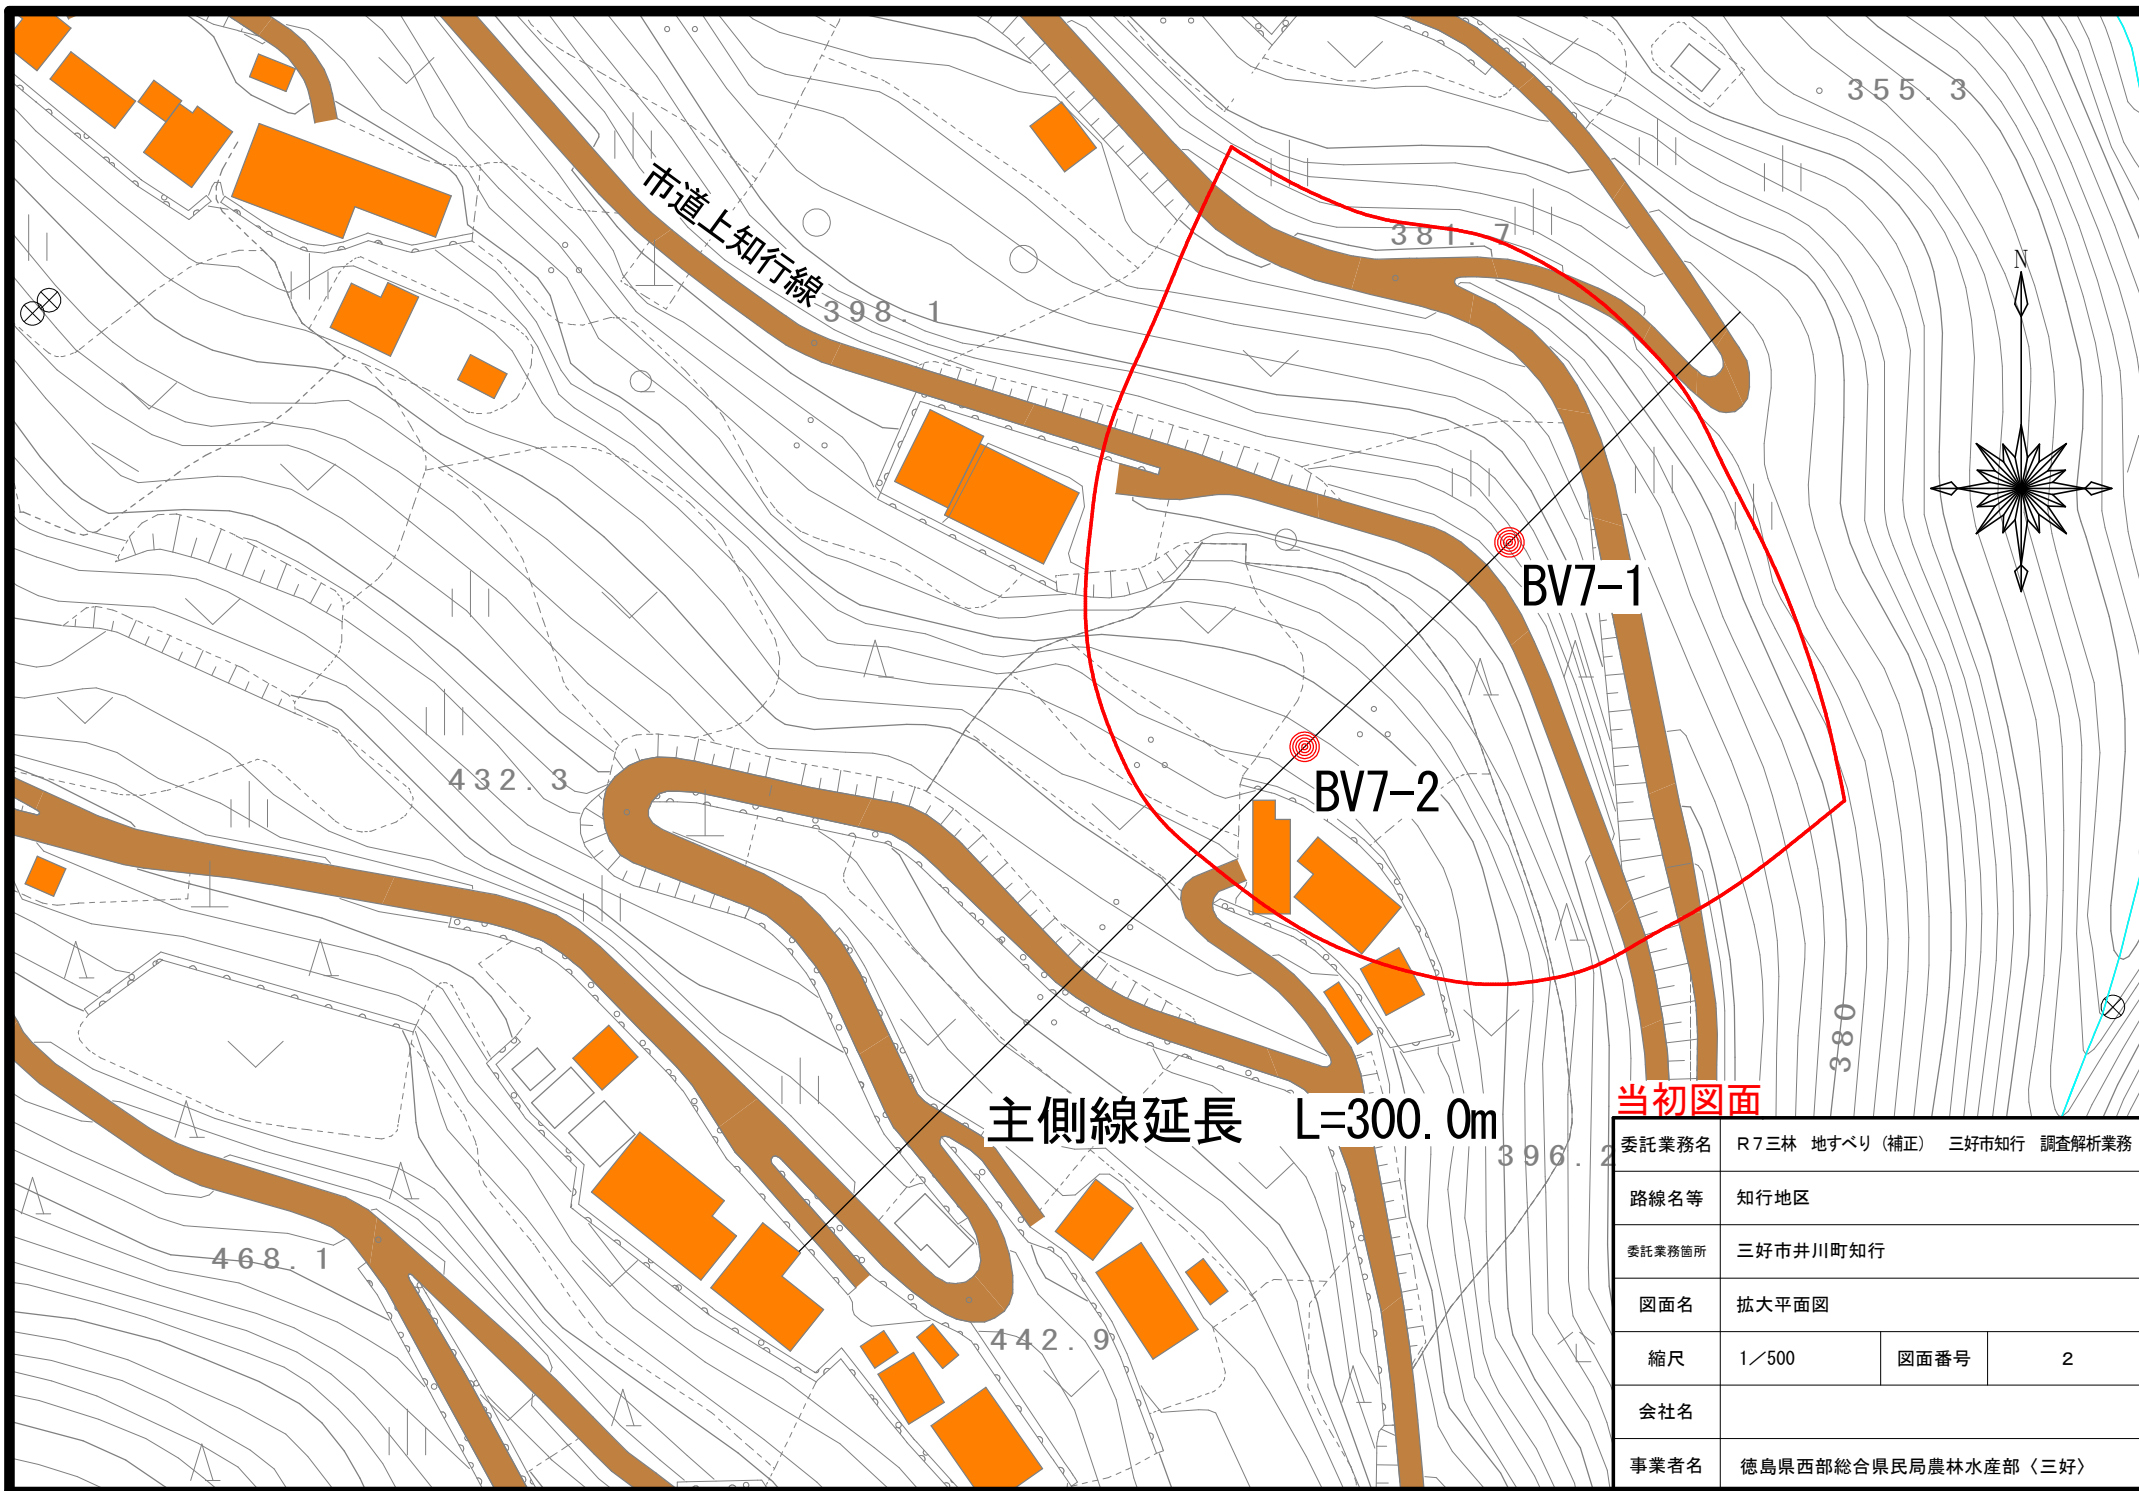 355.3
市道上知行線
381.7
N
398.1
BV7-1
432.3
BV7-2
380
当初図面
主側線延長 L=300.0m
396.2
468.1
442.9
委託業務名 R7三林 地すべり（補正） 三好市知行 調査解析業務
路線名等 知行地区
委託業務箇所 三好市井川町知行
図面名 拡大平面図
縮尺 1／500 図面番号 2
会社名
事業者名 徳島県西部総合県民局農林水産部〈三好〉